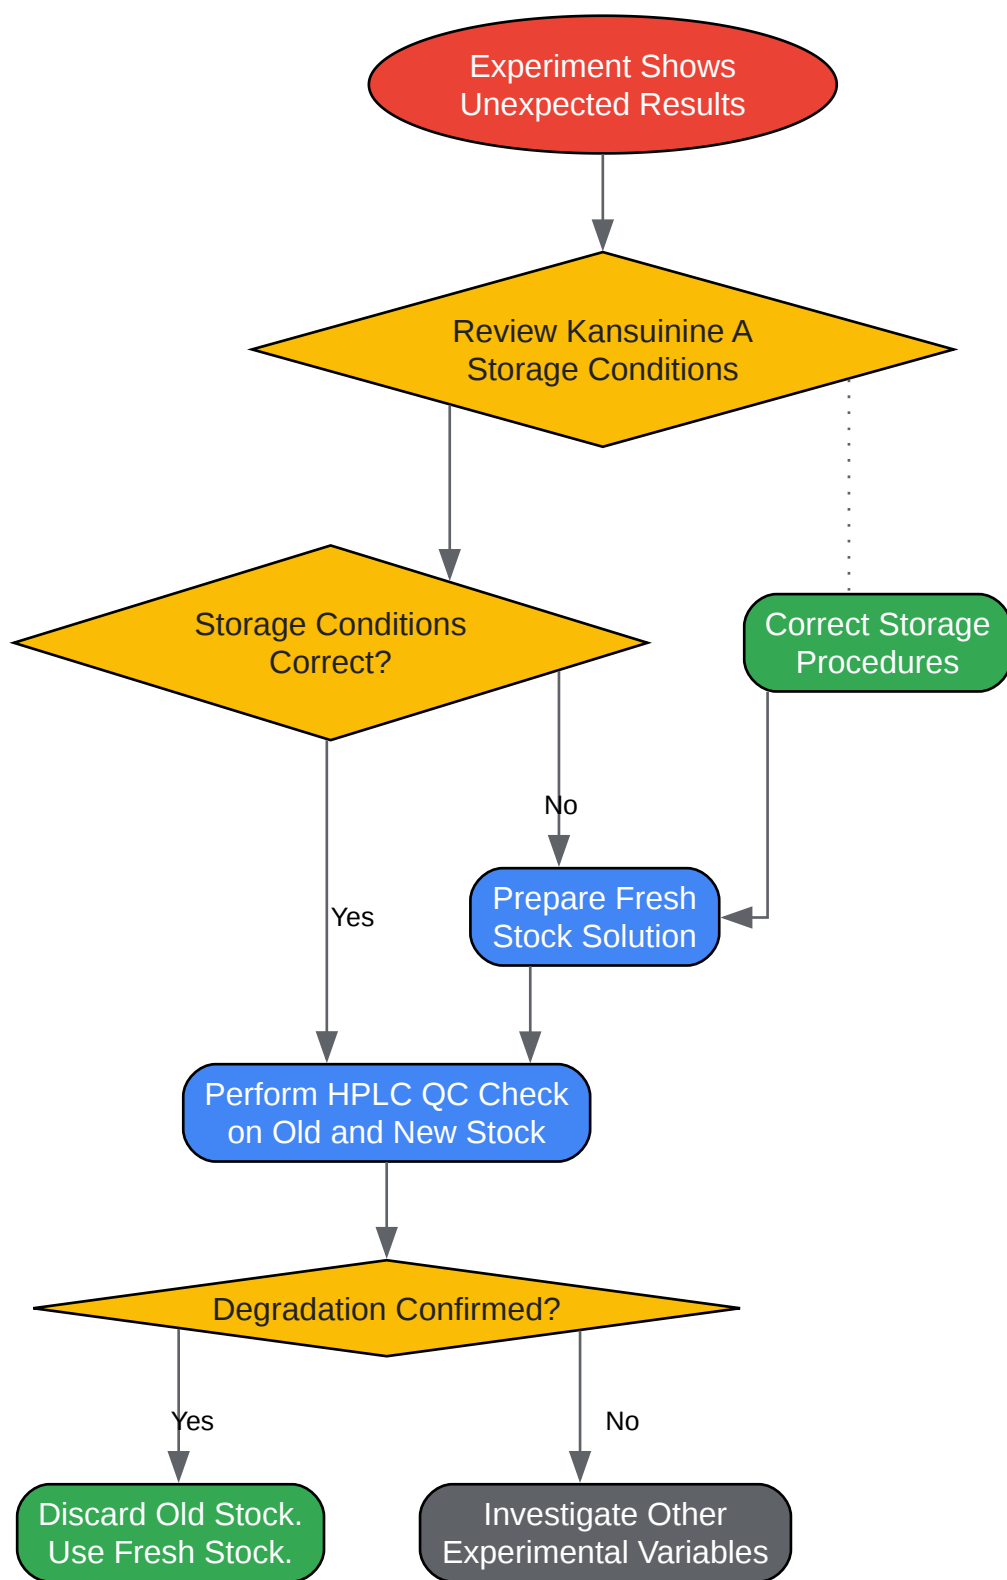 Experiment Shows
Unexpected Results
Review Kansuinine A
Storage Conditions
Storage Conditions
Correct?
Correct Storage
Procedures
No
Prepare Fresh
Stock Solution
Yes
Perform HPLC QC Check
on Old and New Stock
Degradation Confirmed?
Yes
No
Discard Old Stock.
Use Fresh Stock.
Investigate Other
Experimental Variables